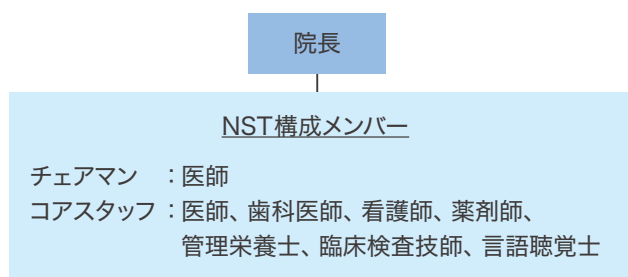 院長
NST構成メンバー
チェアマン　：医師
コアスタッフ：医師、歯科医師、看護師、薬剤師、
管理栄養士、臨床検査技師、言語聴覚士